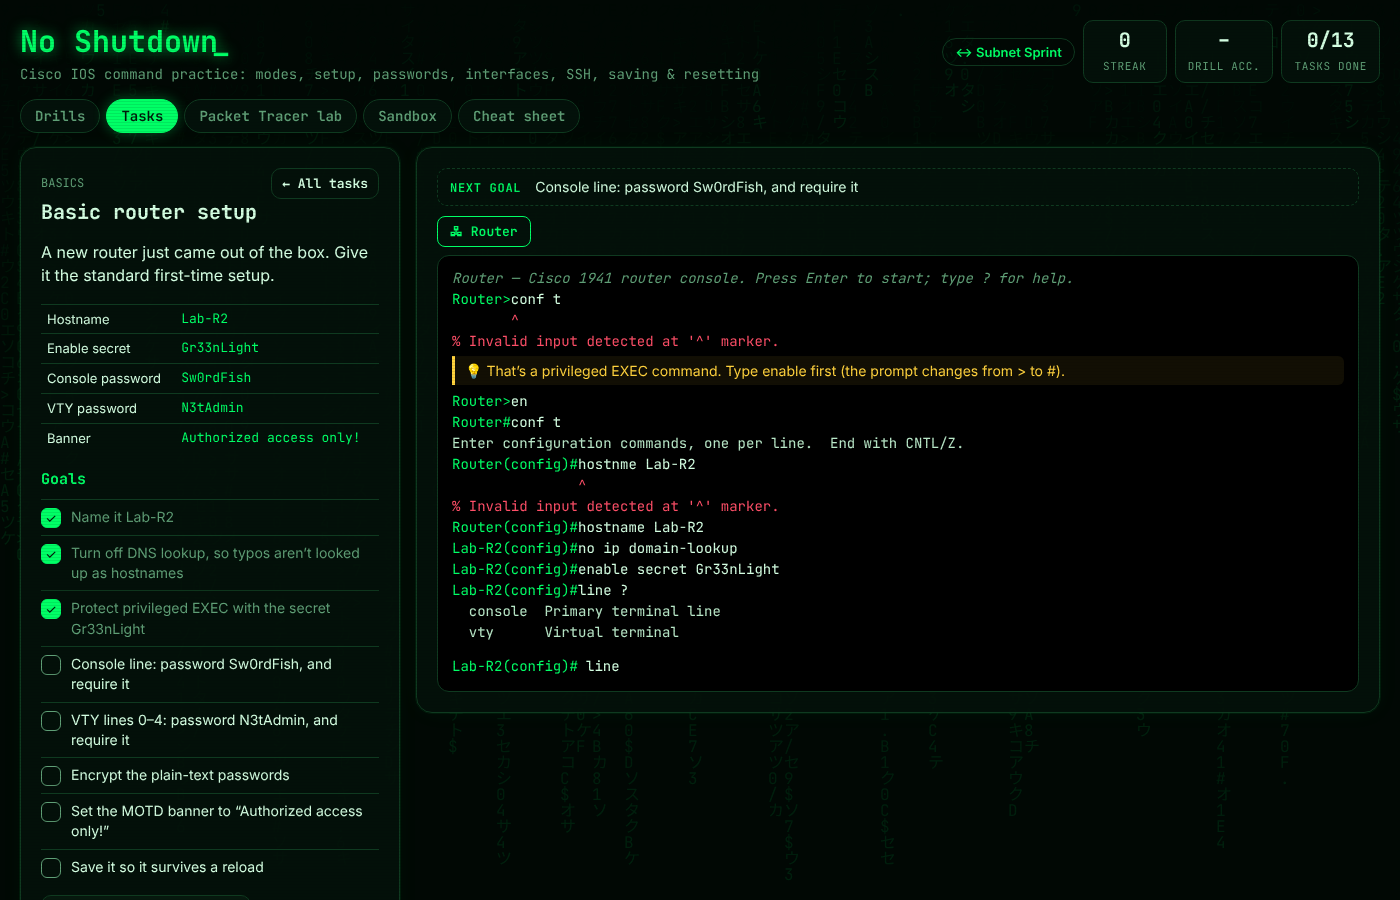 No Shutdown_
Cisco IOS command practice: modes, setup, passwords, interfaces, SSH, saving & resetting
↔ Subnet Sprint
0
STREAK
–
DRILL ACC.
0/13
TASKS DONE
Drills
Tasks
Packet Tracer lab
Sandbox
Cheat sheet
BASICS
← All tasks
Basic router setup
A new router just came out of the box. Give
it the standard first-time setup.
Hostname Lab-R2
Enable secret Gr33nLight
Console password Sw0rdFish
VTY password N3tAdmin
Banner Authorized access only!
Goals
Name it Lab-R2
Turn off DNS lookup, so typos aren’t looked
up as hostnames
Protect privileged EXEC with the secret
Gr33nLight
Console line: password Sw0rdFish, and
require it
VTY lines 0–4: password N3tAdmin, and
require it
Encrypt the plain-text passwords
Set the MOTD banner to “Authorized access
only!”
Save it so it survives a reload
NEXT GOAL Console line: password Sw0rdFish, and require it
Router
Router — Cisco 1941 router console. Press Enter to start; type ? for help.
Router>conf t
^
% Invalid input detected at '^' marker.
💡 That’s a privileged EXEC command. Type enable first (the prompt changes from > to #).
Router>en
Router#conf t
Enter configuration commands, one per line.  End with CNTL/Z.
Router(config)#hostnme Lab-R2
^
% Invalid input detected at '^' marker.
Router(config)#hostname Lab-R2
Lab-R2(config)#no ip domain-lookup
Lab-R2(config)#enable secret Gr33nLight
Lab-R2(config)#line ?
console  Primary terminal line
vty      Virtual terminal
Lab-R2(config)# line